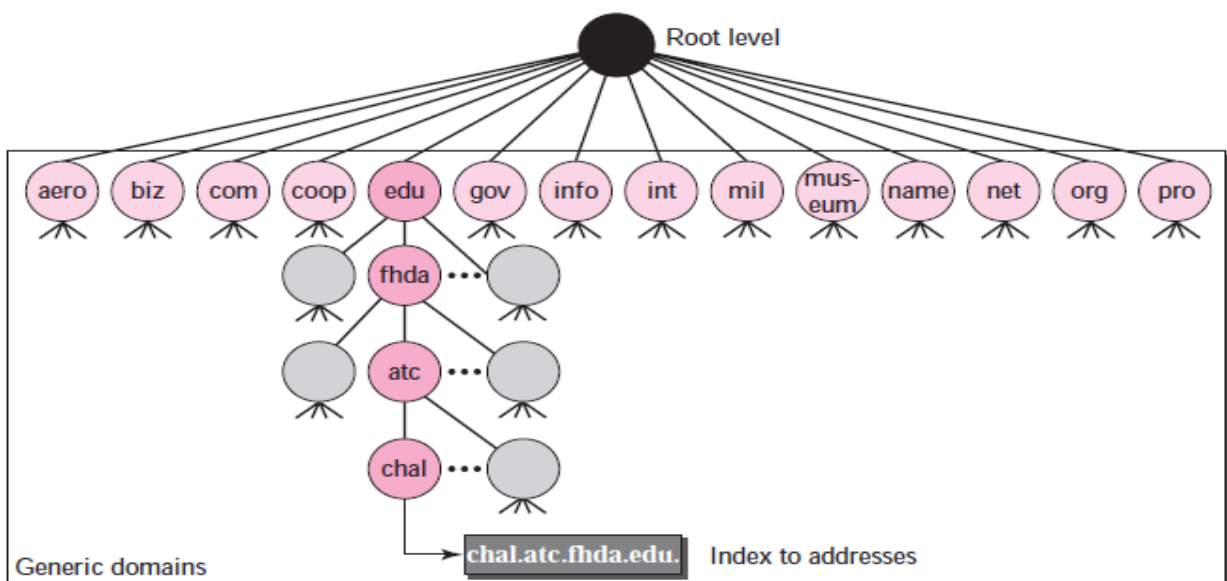 Root level
aero biz com coop edu gov info int mil mus-
eum name net org pro
fhda
atc
chal
chal.atc.fhda.edu. Index to addresses
Generic domains